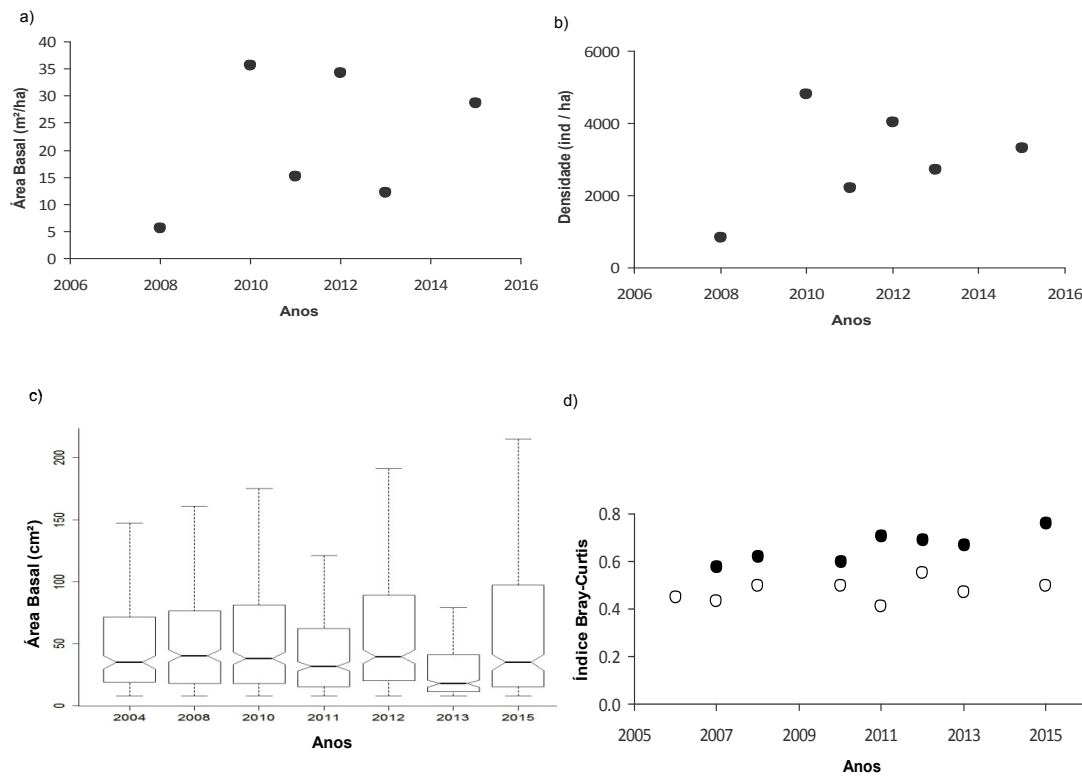 a)
40
35
30
25
20
15
10
5
0
Área Basal (m²/ha)
2006 2008 2010 2012 2014 2016
Anos
b)
6000
4000
2000
0
Densidade (ind / ha)
2006 2008 2010 2012 2014 2016
Anos
c)
200
150
100
50
0
Área Basal (cm²)
2004 2008 2010 2011 2012 2013 2015
Anos
d)
0.8
0.6
0.4
0.2
0.0
Índice Bray-Curtis
2005 2007 2009 2011 2013 2015
Anos